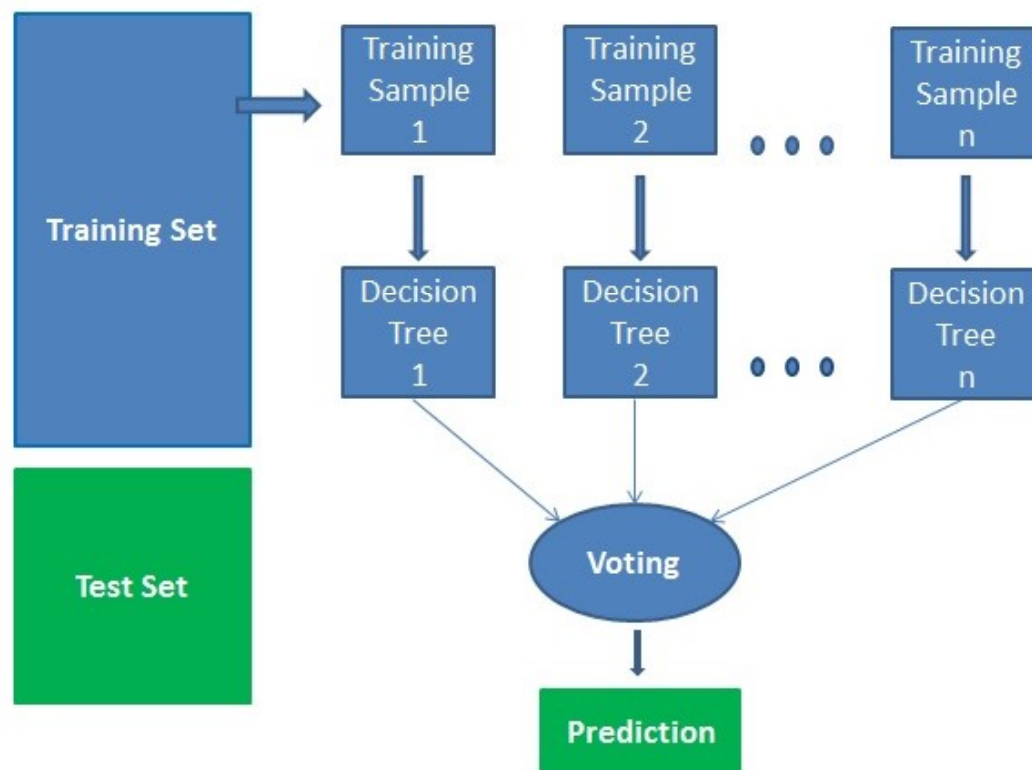 Training Set
Training
Sample
1
Training
Sample
2
Training
Sample
n
Decision
Tree
1
Decision
Tree
2
Decision
Tree
n
Test Set
Voting
Prediction